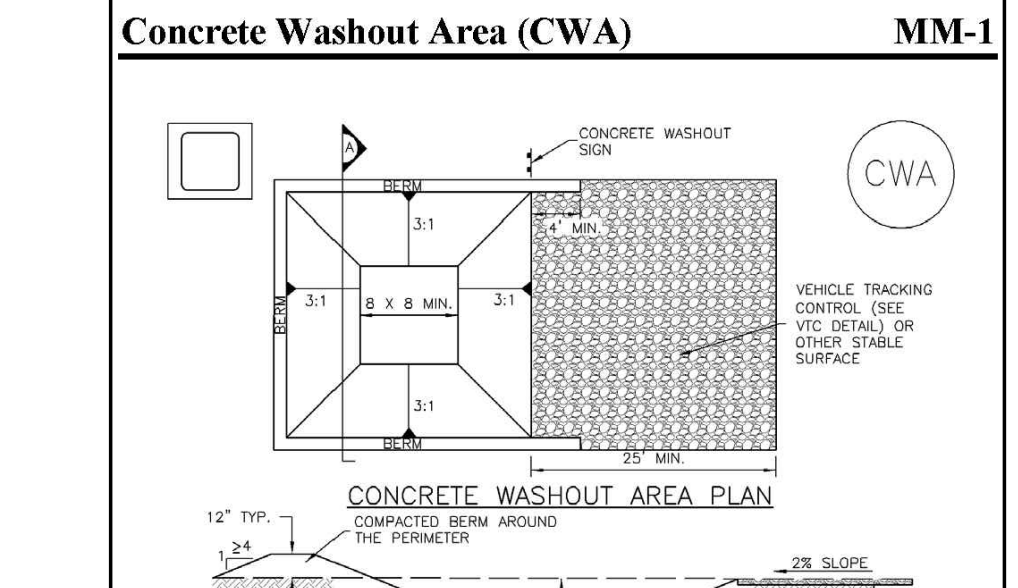 Concrete Washout Area (CWA) MM-1
CONCRETE WASHOUT
SIGN
A
CWA
BERM
3:1
4' MIN.
VEHICLE TRACKING
CONTROL (SEE
VTC DETAIL) OR
OTHER STABLE
SURFACE
BERM
3:1
8 X 8 MIN.
3:1
3:1
BERM
25' MIN.
CONCRETE WASHOUT AREA PLAN
12" TYP.
COMPACTED BERM AROUND
THE PERIMETER
≥4
1
2% SLOPE